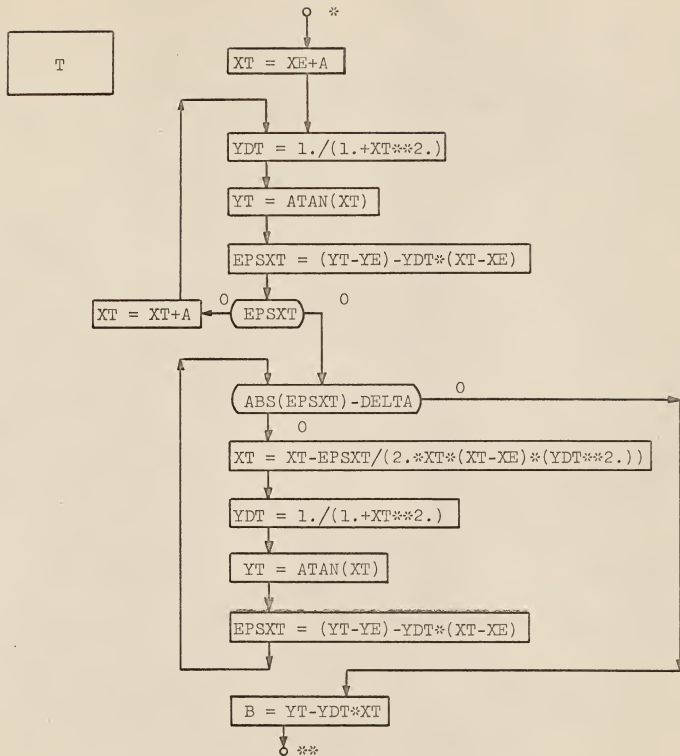 *
T
XT = XE+A
YDT = 1./(1.+XT**2.)
YT = ATAN(XT)
EPSXT = (YT-YE)-YDT*(XT-XE)
XT = XT+A
0
EPSXT
0
ABS(EPSXT)-DELTA
0
0
XT = XT-EPSXT/(2.*XT*(XT-XE)*(YDT**2.))
YDT = 1./(1.+XT**2.)
YT = ATAN(XT)
EPSXT = (YT-YE)-YDT*(XT-XE)
B = YT-YDT*XT
**